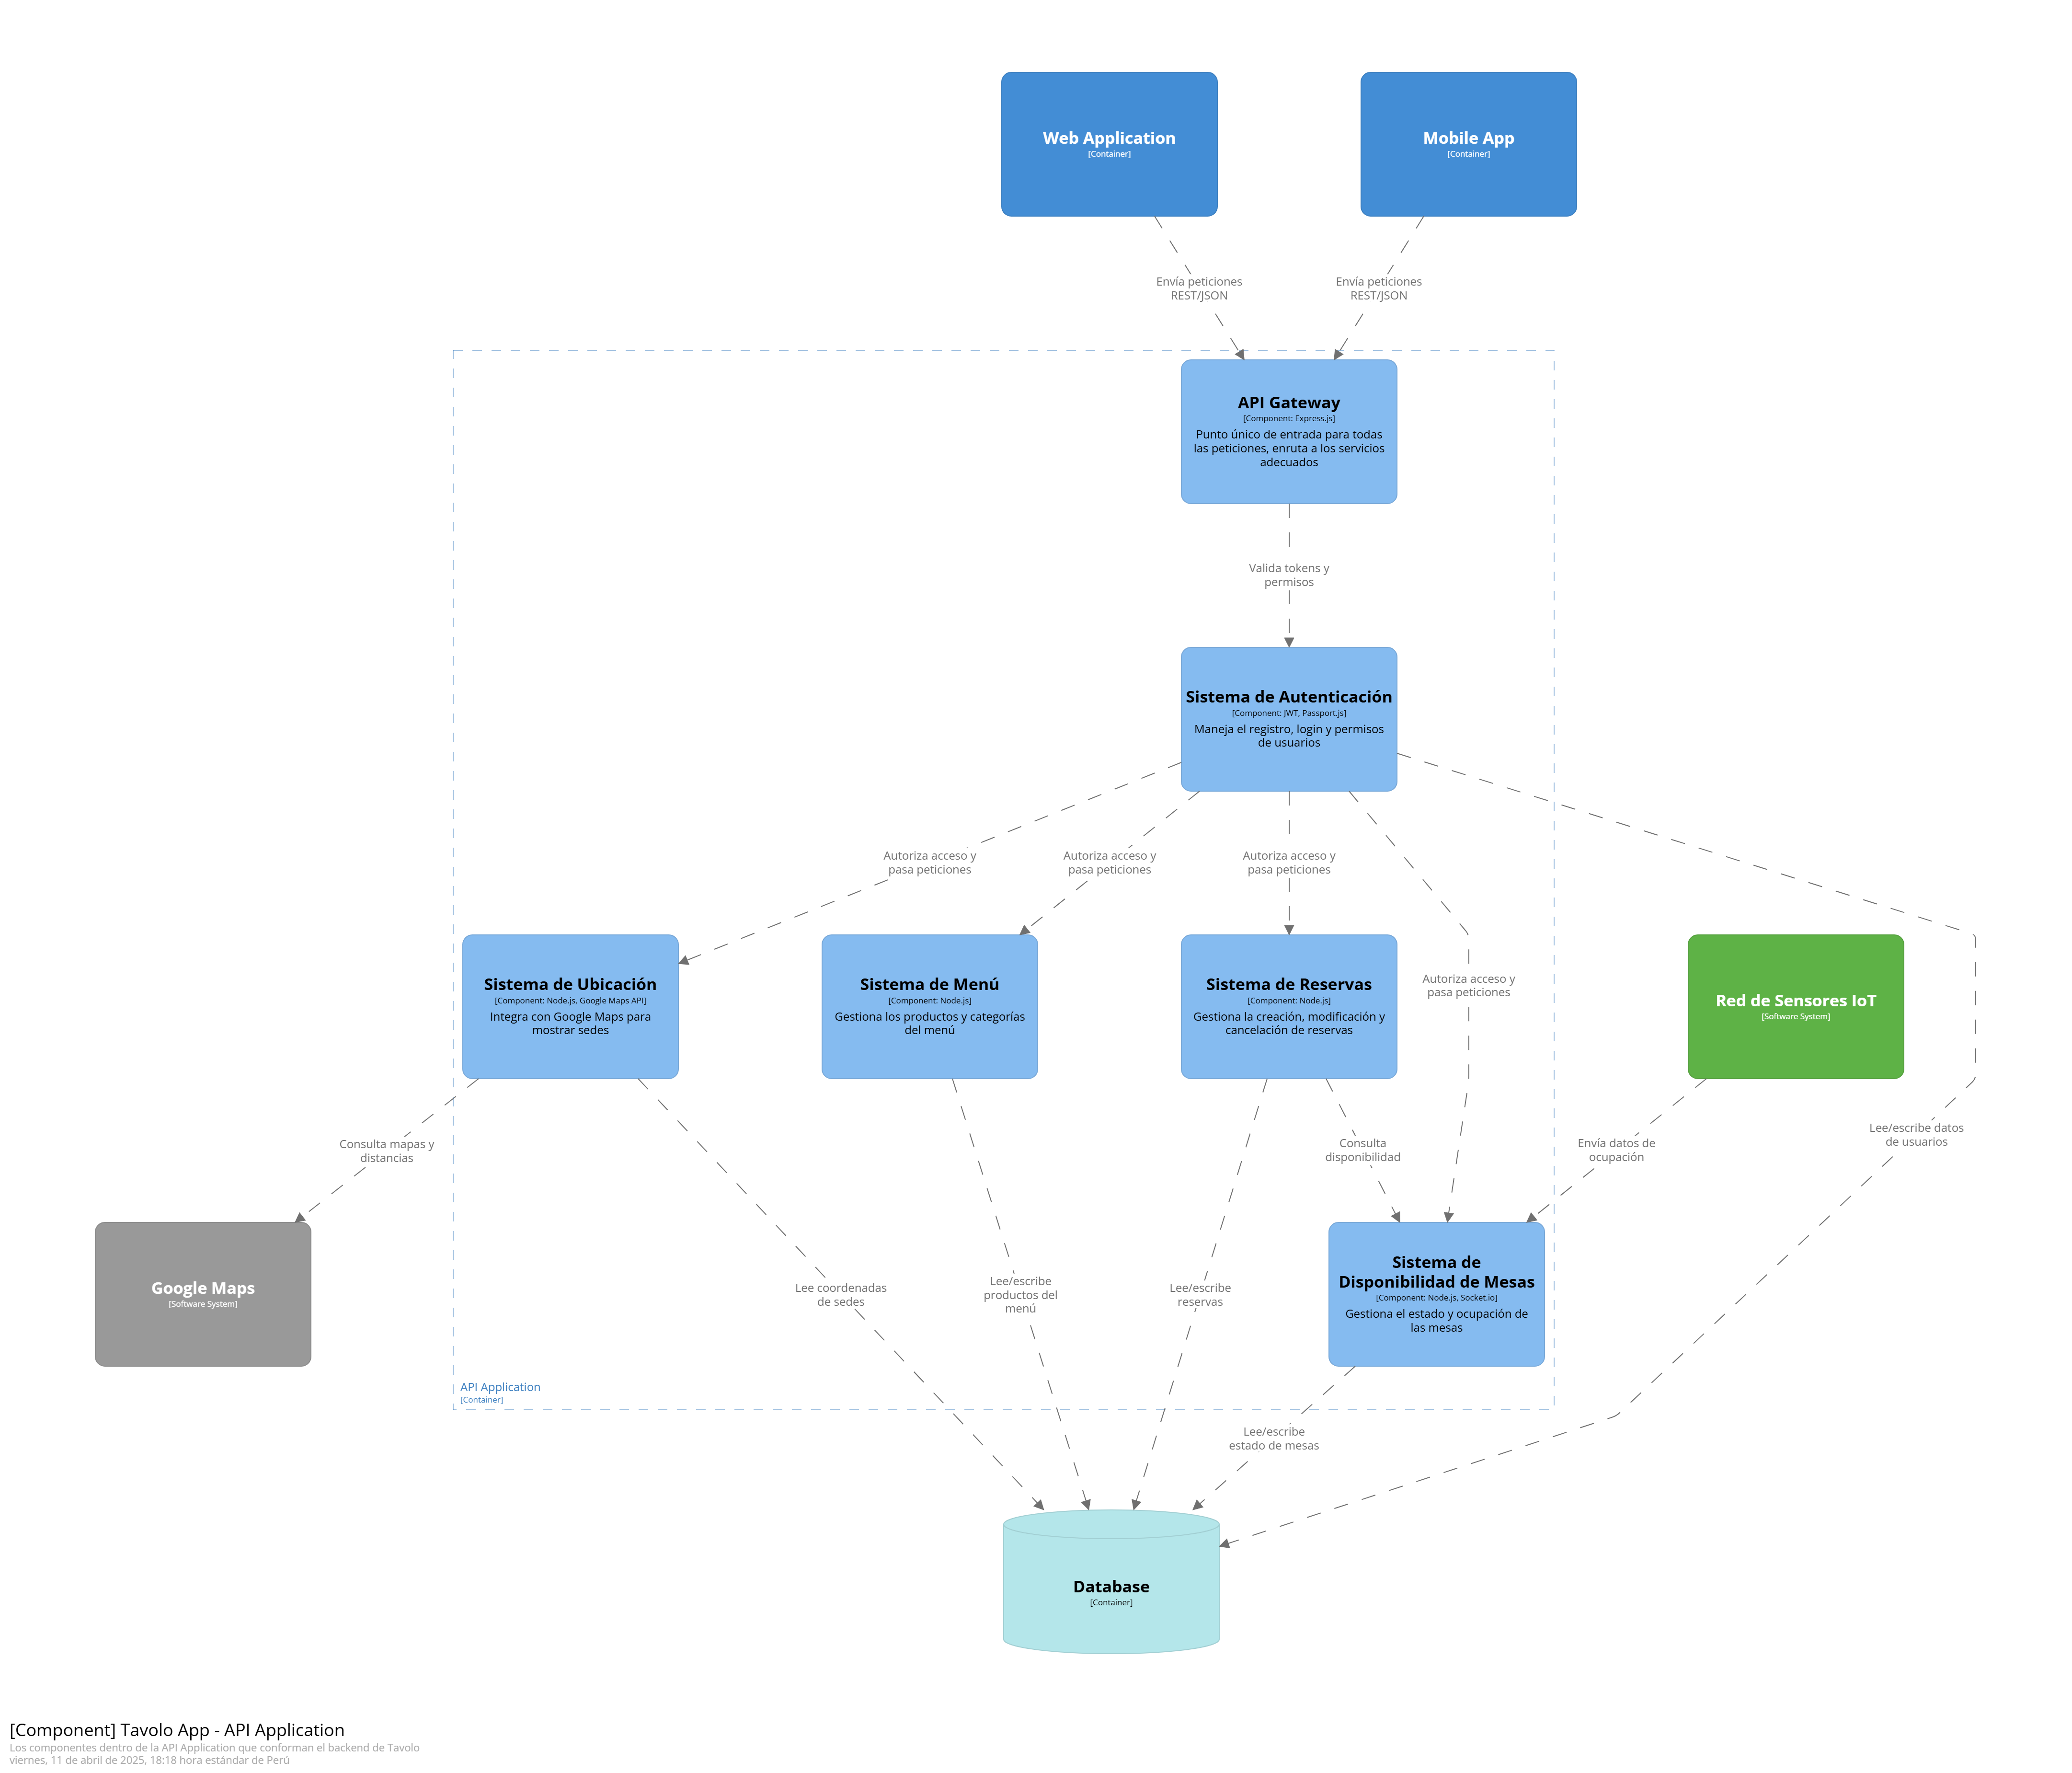 Web Application
[Container]
Mobile App
[Container]
Envía peticiones
REST/JSON
Envía peticiones
REST/JSON
API Gateway
[Component: Express.js]
Punto único de entrada para todas
las peticiones, enruta a los servicios
adecuados
Valida tokens y
permisos
Sistema de Autenticación
[Component: JWT, Passport.js]
Maneja el registro, login y permisos
de usuarios
Autoriza acceso y
pasa peticiones
Autoriza acceso y
pasa peticiones
Autoriza acceso y
pasa peticiones
Autoriza acceso y
pasa peticiones
Sistema de Ubicación
[Component: Node.js, Google Maps API]
Integra con Google Maps para
mostrar sedes
Sistema de Menú
[Component: Node.js]
Gestiona los productos y categorías
del menú
Sistema de Reservas
[Component: Node.js]
Gestiona la creación, modificación y
cancelación de reservas
Red de Sensores IoT
[Software System]
Consulta mapas y
distancias
Consulta
disponibilidad
Envía datos de
ocupación
Lee/escribe datos
de usuarios
Google Maps
[Software System]
Lee coordenadas
de sedes
Lee/escribe
productos del
menú
Lee/escribe
reservas
Sistema de
Disponibilidad de Mesas
[Component: Node.js, Socket.io]
Gestiona el estado y ocupación de
las mesas
API Application
[Container]
Lee/escribe
estado de mesas
Database
[Container]
[Component] Tavolo App - API Application
Los componentes dentro de la API Application que conforman el backend de Tavolo
viernes, 11 de abril de 2025, 18:18 hora estándar de Perú